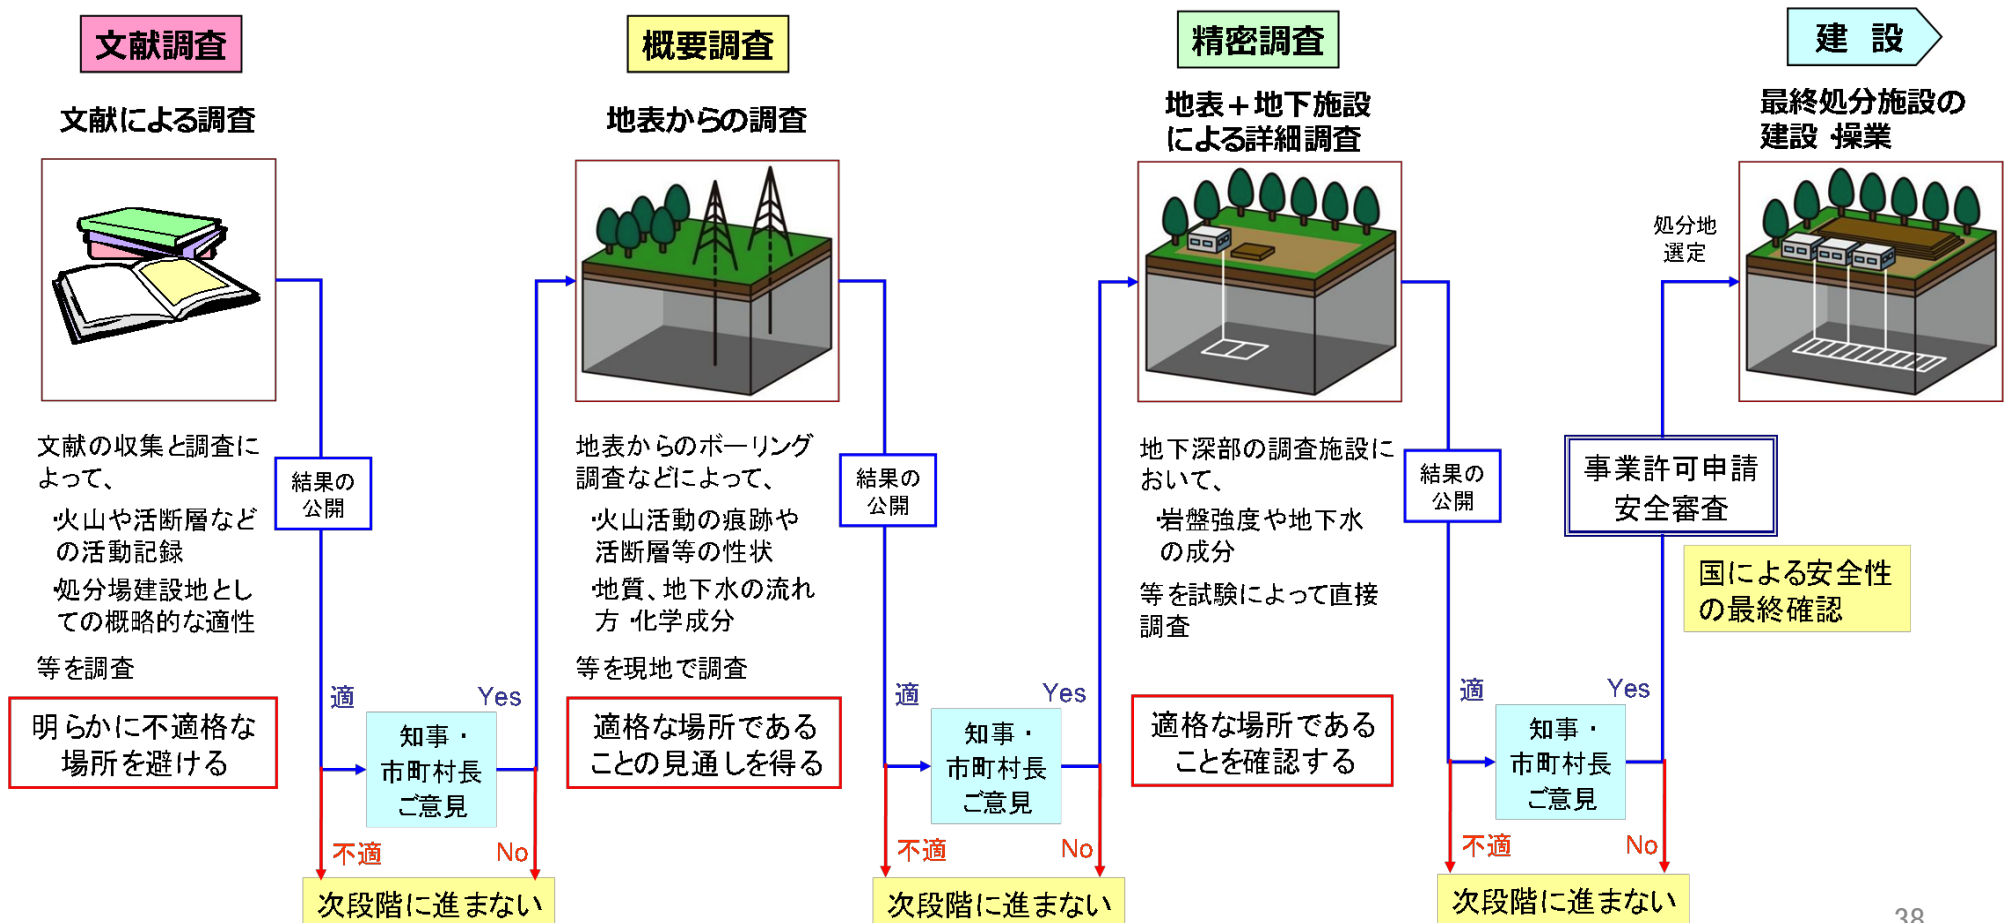 文献調査
文献による調査
文献の収集と調査に
よって、
・火山や活断層など
の活動記録
・処分場建設地とし
ての概略的な適性
等を調査
明らかに不適格な
場所を避ける
結果の
公開
適
不適
知事・
市町村長
ご意見
Yes
No
次段階に進まない
概要調査
地表からの調査
地表からのボーリング
調査などによって、
・火山活動の痕跡や
活断層等の性状
・地質、地下水の流れ
方・化学成分
等を現地で調査
適格な場所である
ことの見通しを得る
結果の
公開
適
不適
知事・
市町村長
ご意見
Yes
No
次段階に進まない
精密調査
地表+地下施設
による詳細調査
地下深部の調査施設に
おいて、
・岩盤強度や地下水
の成分
等を試験によって直接
調査
適格な場所である
ことを確認する
結果の
公開
適
不適
知事・
市町村長
ご意見
Yes
No
次段階に進まない
建 設
最終処分施設の
建設・操業
処分地
選定
事業許可申請
安全審査
国による安全性
の最終確認
38